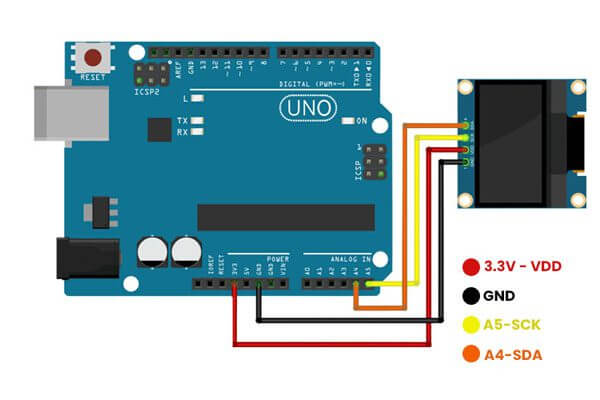 RESET
ICSP2
AREF
GND
13
12
~11
~10
~9
8
7
~6
~5
4
~3
2
TXD▶1
RXD◀0
DIGITAL (PWM=~)
L
TX
RX
UNO
ON
1
ICSP
POWER
ANALOG IN
IOREF
RESET
3V3
5V
GND
GND
VIN
A0
A1
A2
A3
A4
A5
3.3V - VDD
GND
A5-SCK
A4-SDA